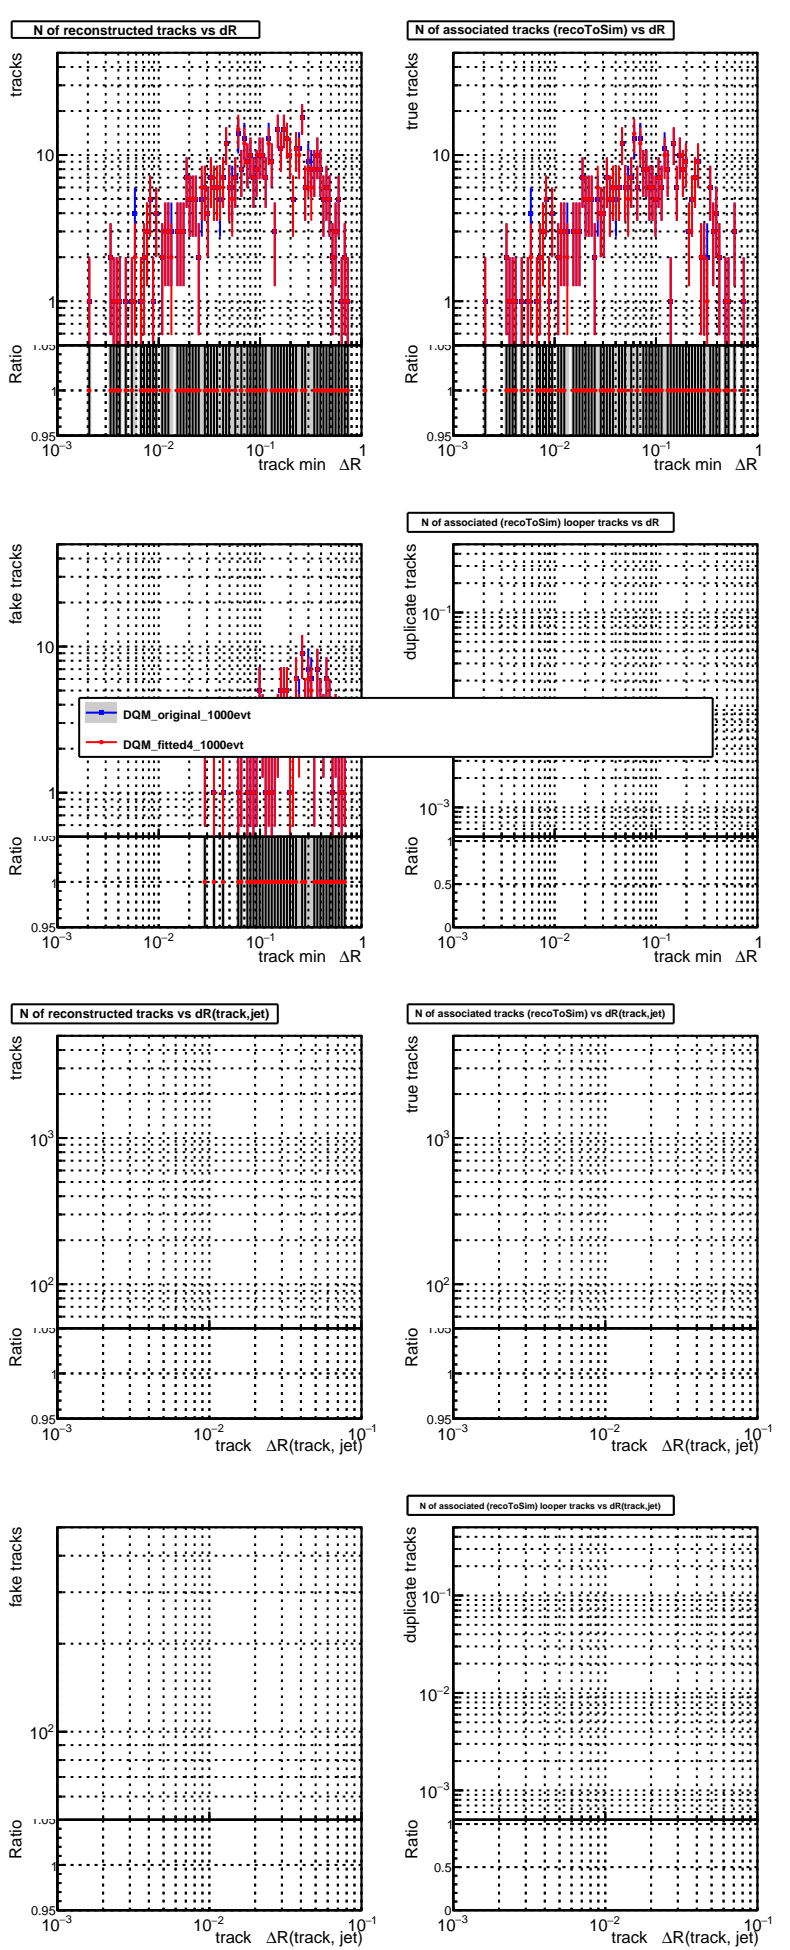 N of reconstructed tracks vs dR
tracks
10
1
1.05
Ratio
1
0.95
10−3 10−2 10−1 1
track min ΔR
N of associated tracks (recoToSim) vs dR
true tracks
10
1
1.05
Ratio
1
0.95
10−3 10−2 10−1 1
track min ΔR
fake tracks
10
1
1.05
Ratio
1
0.95
10−3 10−2 10−1 1
track min ΔR
N of associated (recoToSim) looper tracks vs dR
duplicate tracks
10−1
10−3
Ratio
1
0.5
0
10−3 10−2 10−1 1
track min ΔR
DQM_original_1000evt
DQM_fitted4_1000evt
N of reconstructed tracks vs dR(track,jet)
tracks
103
102
1.05
Ratio
1
0.95
10−3 10−2 10−1
track ΔR(track, jet)
N of associated tracks (recoToSim) vs dR(track,jet)
true tracks
103
102
1.05
Ratio
1
0.95
10−3 10−2 10−1
track ΔR(track, jet)
fake tracks
102
1.05
Ratio
1
0.95
10−3 10−2 10−1
track ΔR(track, jet)
N of associated (recoToSim) looper tracks vs dR(track,jet)
duplicate tracks
10−1
10−2
10−3
Ratio
1
0.5
0
10−3 10−2 10−1
track ΔR(track, jet)